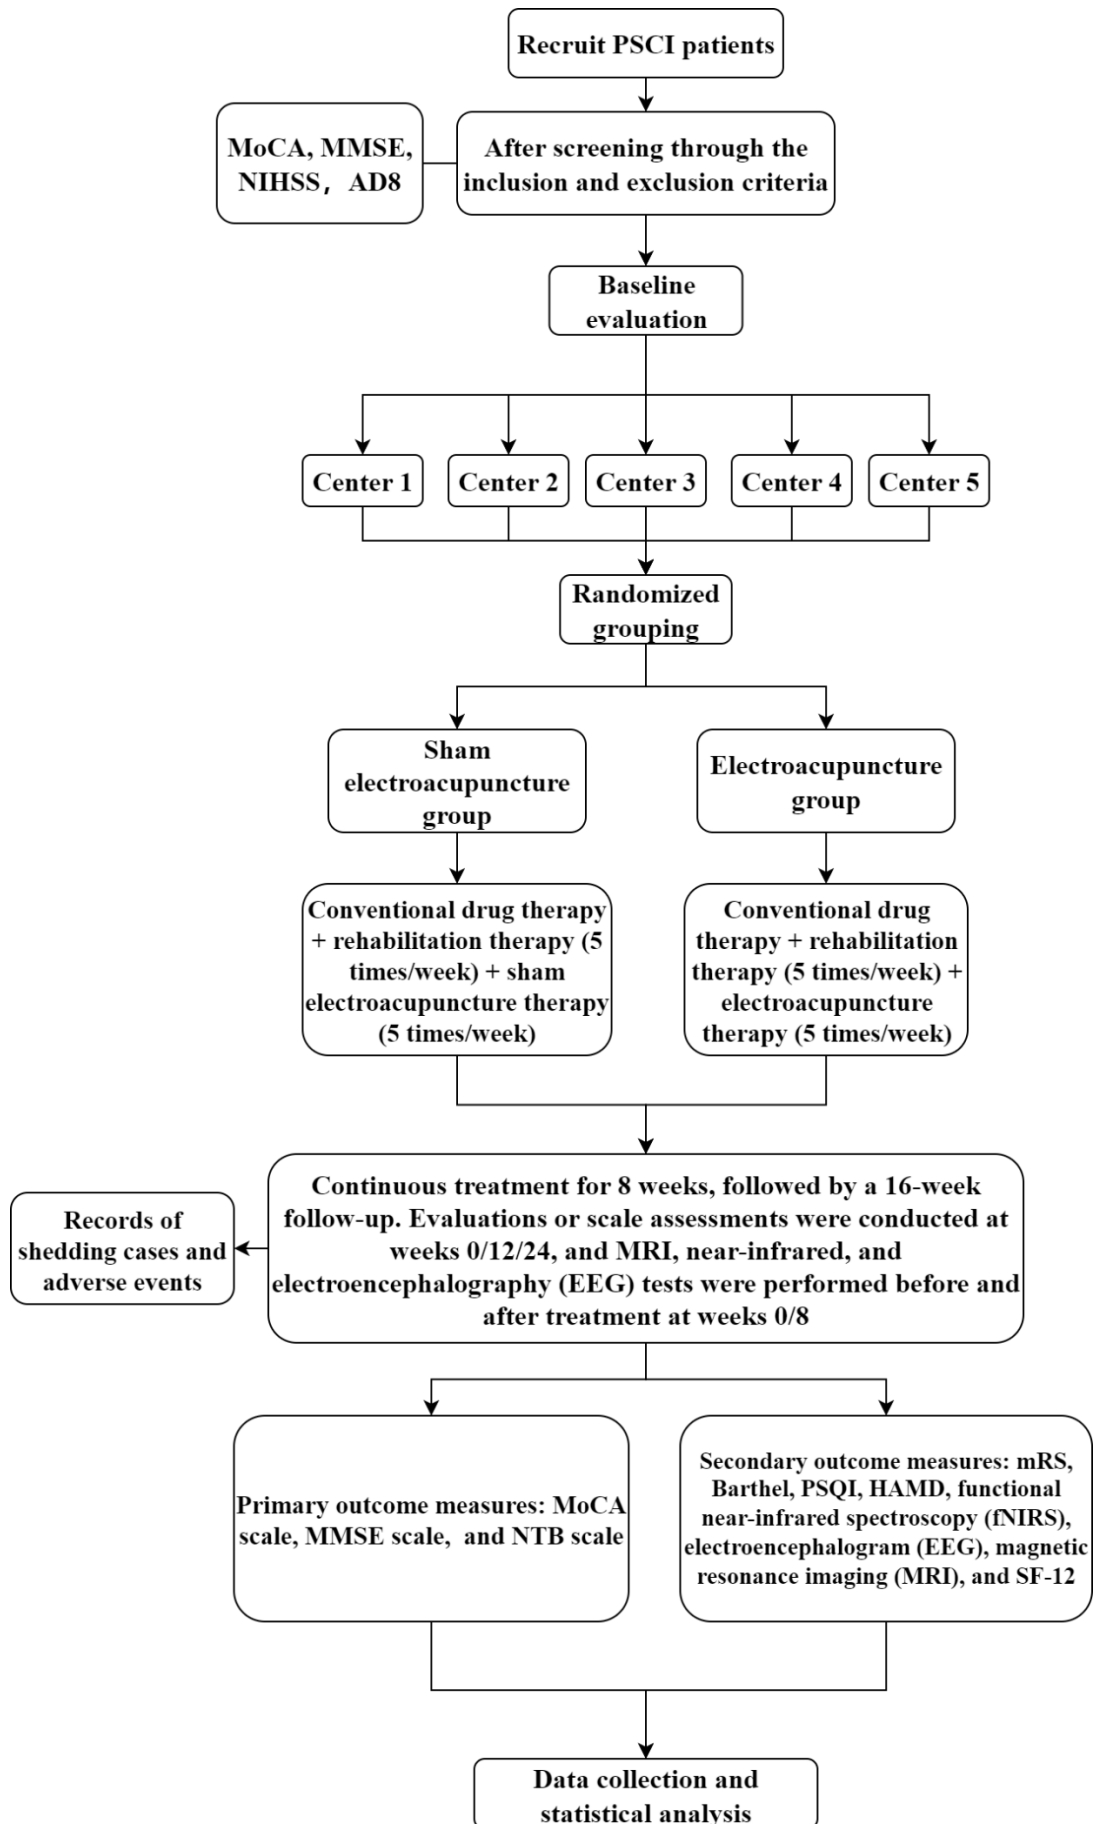 Recruit PSCI patients
MoCA, MMSE,
NIHSS，AD8
After screening through the
inclusion and exclusion criteria
Baseline
evaluation
Center 1
Center 2
Center 3
Center 4
Center 5
Randomized
grouping
Sham
electroacupuncture
group
Electroacupuncture
group
Conventional drug therapy
+ rehabilitation therapy (5
times/week) + sham
electroacupuncture therapy
(5 times/week)
Conventional drug
therapy + rehabilitation
therapy (5 times/week) +
electroacupuncture
therapy (5 times/week)
Records of
shedding cases and
adverse events
Continuous treatment for 8 weeks, followed by a 16-week
follow-up. Evaluations or scale assessments were conducted at
weeks 0/12/24, and MRI, near-infrared, and
electroencephalography (EEG) tests were performed before and
after treatment at weeks 0/8
Primary outcome measures: MoCA
scale, MMSE scale, and NTB scale
Secondary outcome measures: mRS,
Barthel, PSQI, HAMD, functional
near-infrared spectroscopy (fNIRS),
electroencephalogram (EEG), magnetic
resonance imaging (MRI), and SF-12
Data collection and
statistical analysis